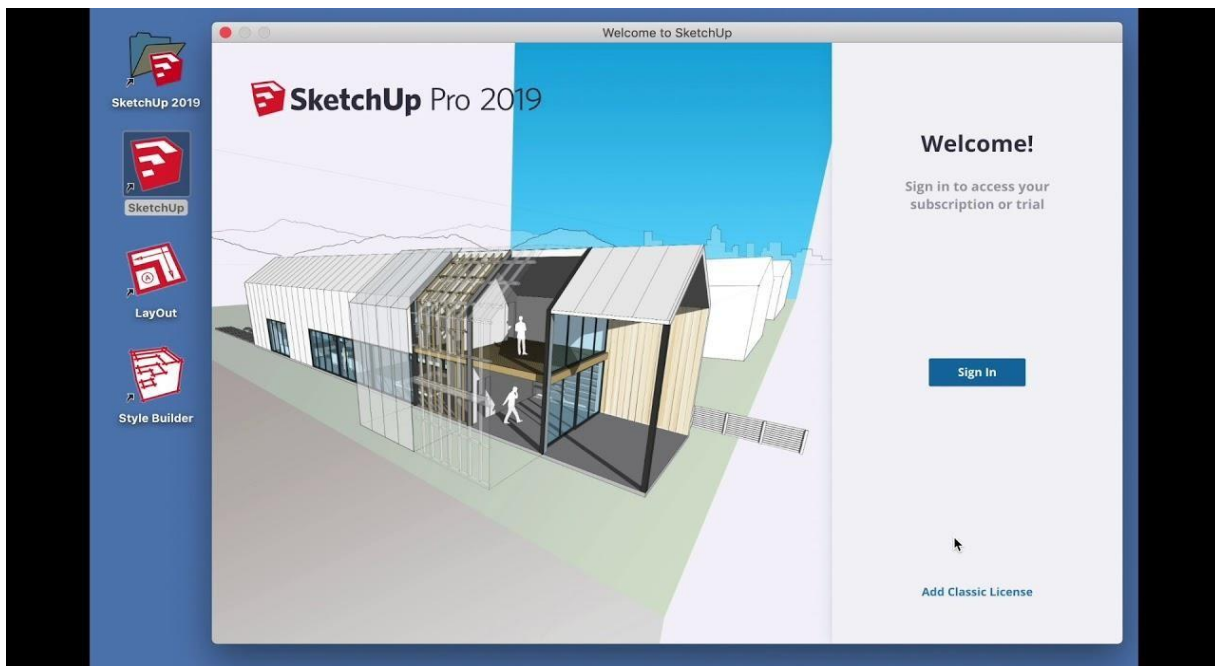 Welcome to SketchUp
SketchUp 2019
SketchUp
LayOut
A
Style Builder
SketchUp Pro 2019
Welcome!
Sign in to access your
subscription or trial
Sign In
Add Classic License